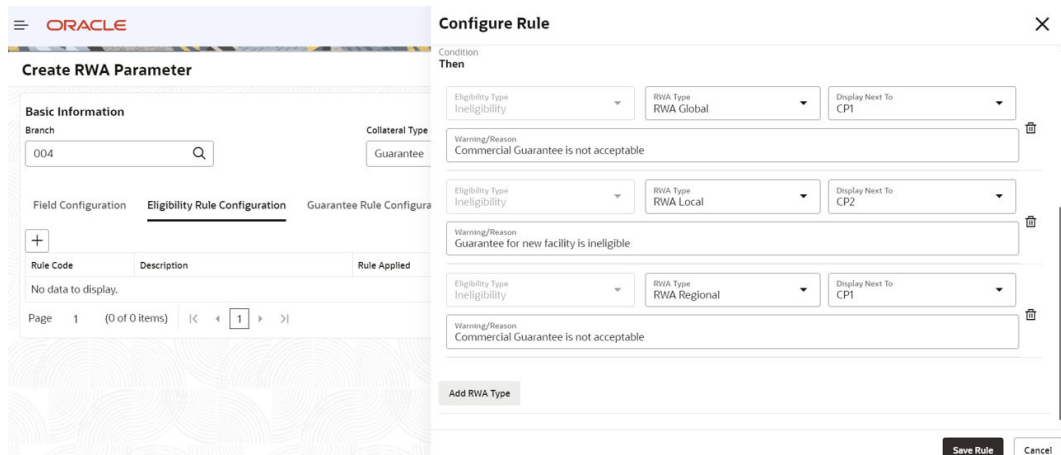 ORACLE
Create RWA Parameter
Basic Information
Branch
Collateral Type
004
Guarantee
Field Configuration Eligibility Rule Configuration Guarantee Rule Configura
Rule Code Description Rule Applied
No data to display.
Page 1 (0 of 0 items) 1
Configure Rule
Condition
Then
Eligibility Type RWA Type Display Next To
Ineligibility RWA Global CP1
Warning/Reason
Commercial Guarantee is not acceptable
Eligibility Type RWA Type Display Next To
Ineligibility RWA Local CP2
Warning/Reason
Guarantee for new facility is ineligible
Eligibility Type RWA Type Display Next To
Ineligibility RWA Regional CP1
Warning/Reason
Commercial Guarantee is not acceptable
Add RWA Type
Save Rule Cancel